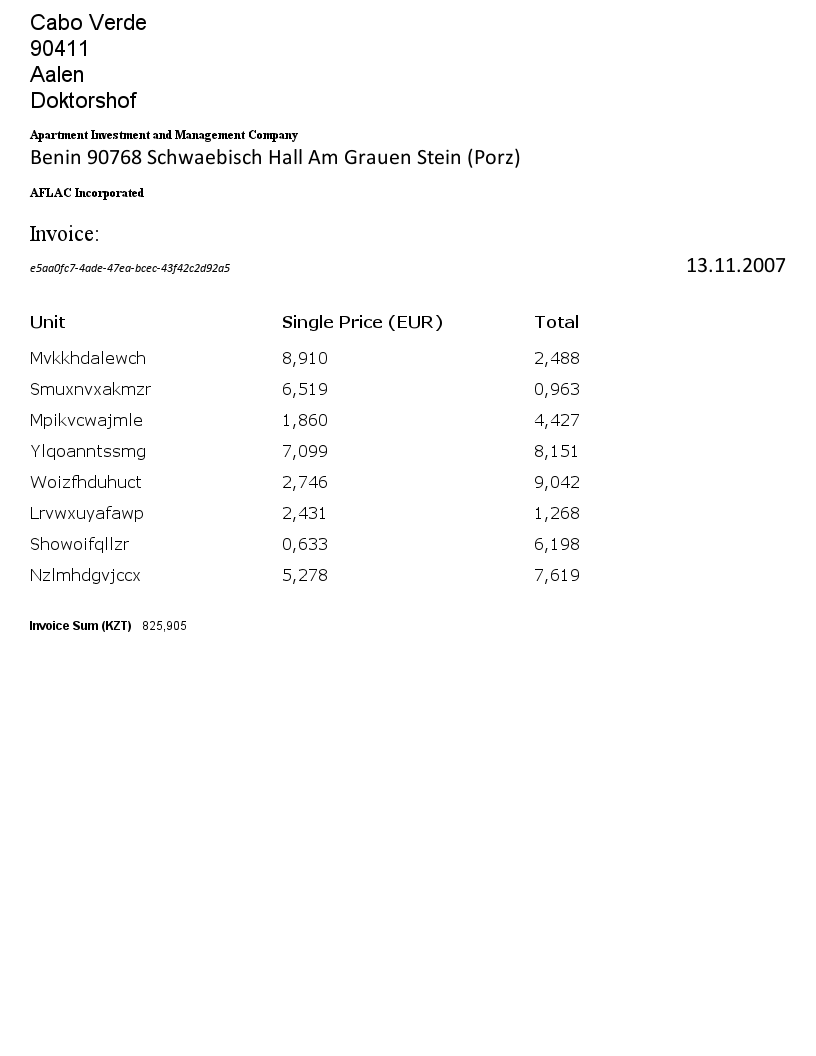 Cabo Verde
90411
Aalen
Doktorshof
Apartment Investment and Management Company
Benin 90768 Schwaebisch Hall Am Grauen Stein (Porz)
AFLAC Incorporated
Invoice:
e5aa0fc7-4ade-47ea-bcec-43f42c2d92a5 13.11.2007
Unit Single Price (EUR) Total
Mvkkhdalewch 8,910 2,488
Smuxnvxakmzr 6,519 0,963
Mpikvcwajmle 1,860 4,427
Ylqoanntssmg 7,099 8,151
Woizfhduhuct 2,746 9,042
Lrvwxuyafawp 2,431 1,268
Showoifqllzr 0,633 6,198
Nzlmhdgvjccx 5,278 7,619
Invoice Sum (KZT) 825,905